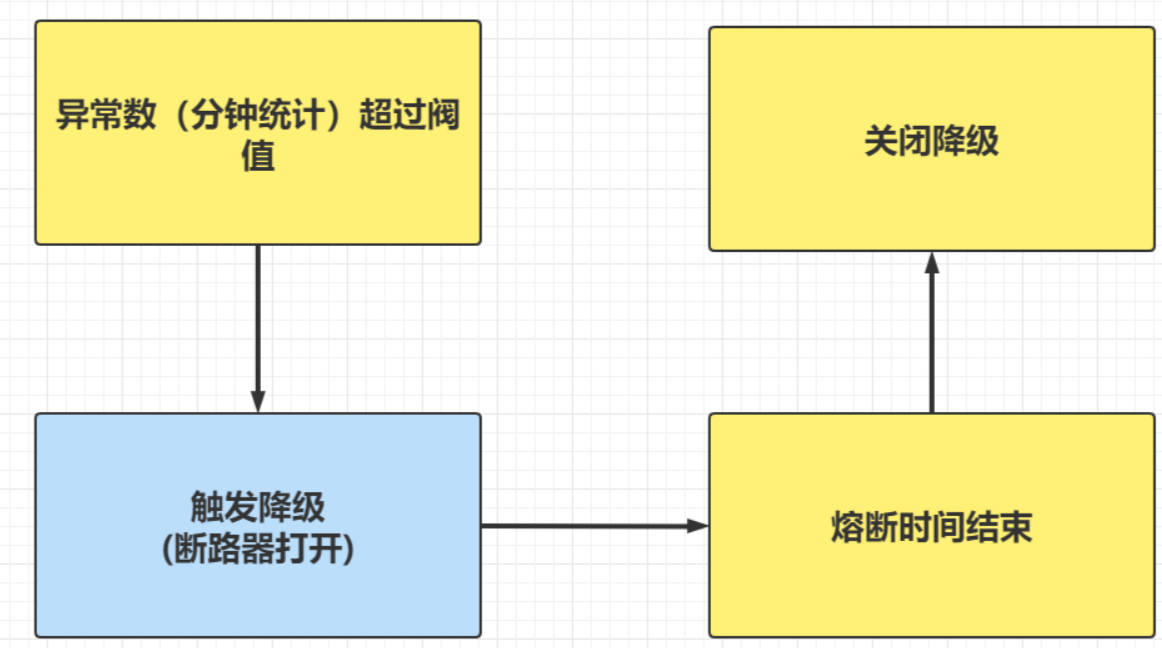 异常数（分钟统计）超过阀
值
关闭降级
触发降级
(断路器打开)
熔断时间结束